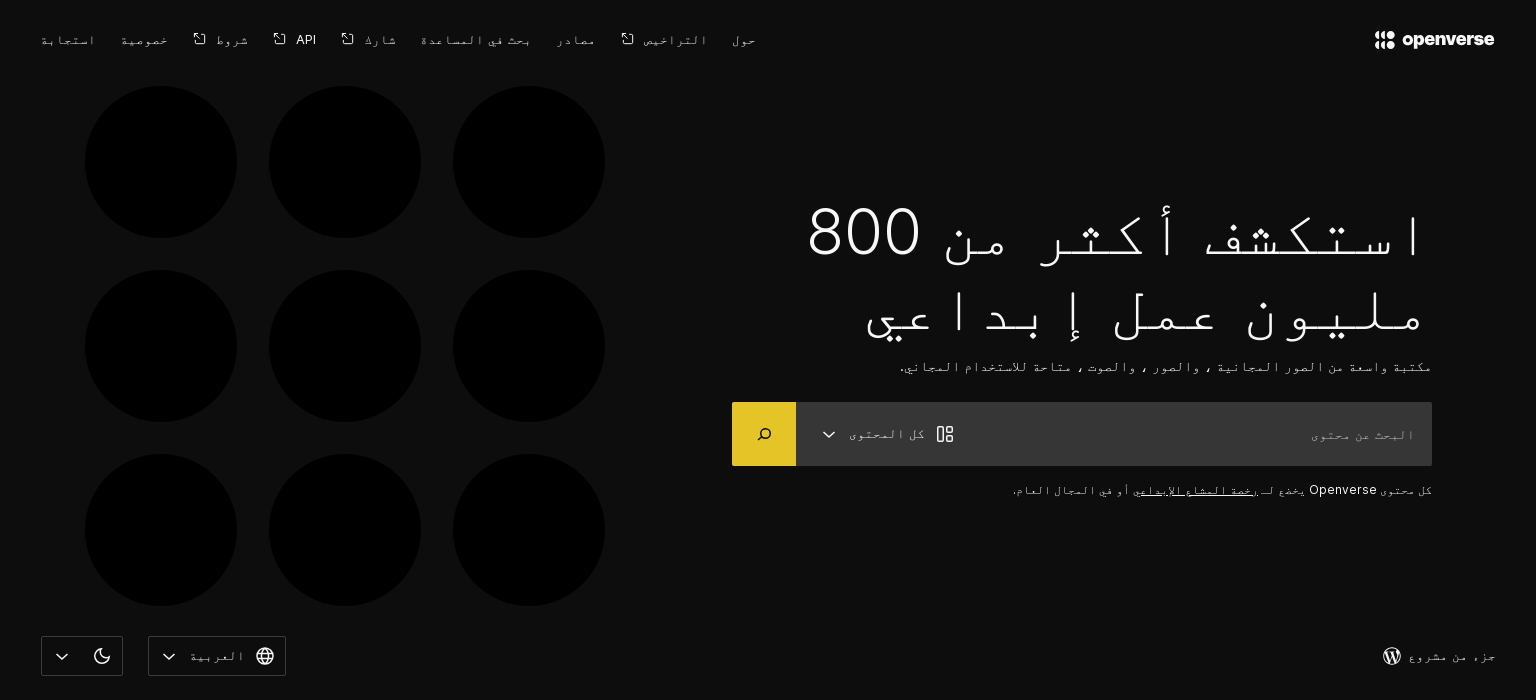 openverse
حول
التراخيص
مصادر
بحث في المساعدة
شارك
API
شروط
خصوصية
استجابة
استكشف أكثر من 800
مليون عمل إبداعي
مكتبة واسعة من الصور المجانية ، والصور ، والصوت ، متاحة للاستخدام المجاني.
البحث عن محتوى
كل المحتوى
كل محتوى Openverse يخضع لـ رخصة المشاع الإبداعي أو في المجال العام.
جزء من مشروع
العربية